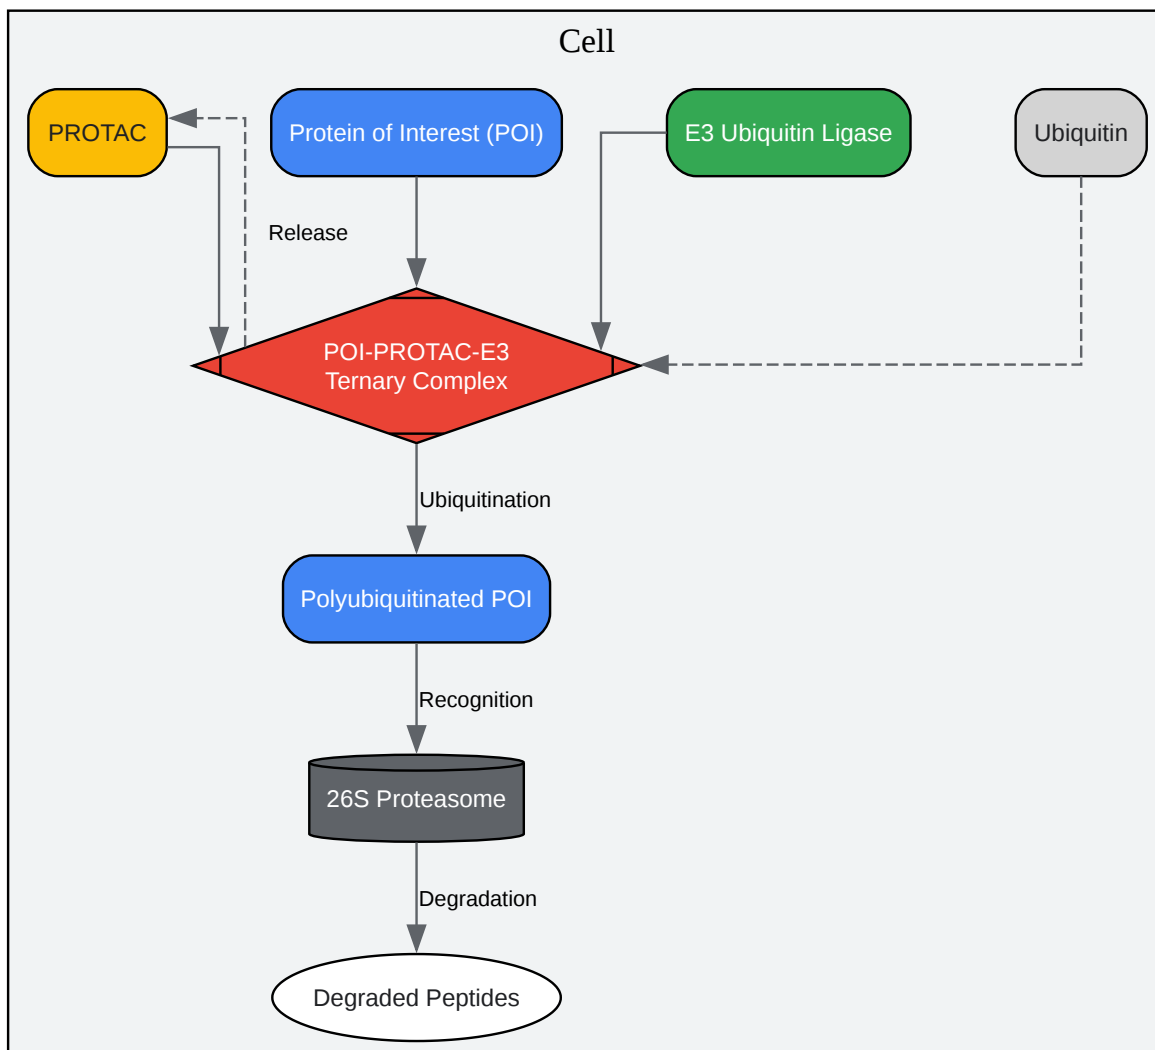 Cell
PROTAC
Protein of Interest (POI)
E3 Ubiquitin Ligase
Ubiquitin
Release
POI-PROTAC-E3
Ternary Complex
Ubiquitination
Polyubiquitinated POI
Recognition
26S Proteasome
Degradation
Degraded Peptides